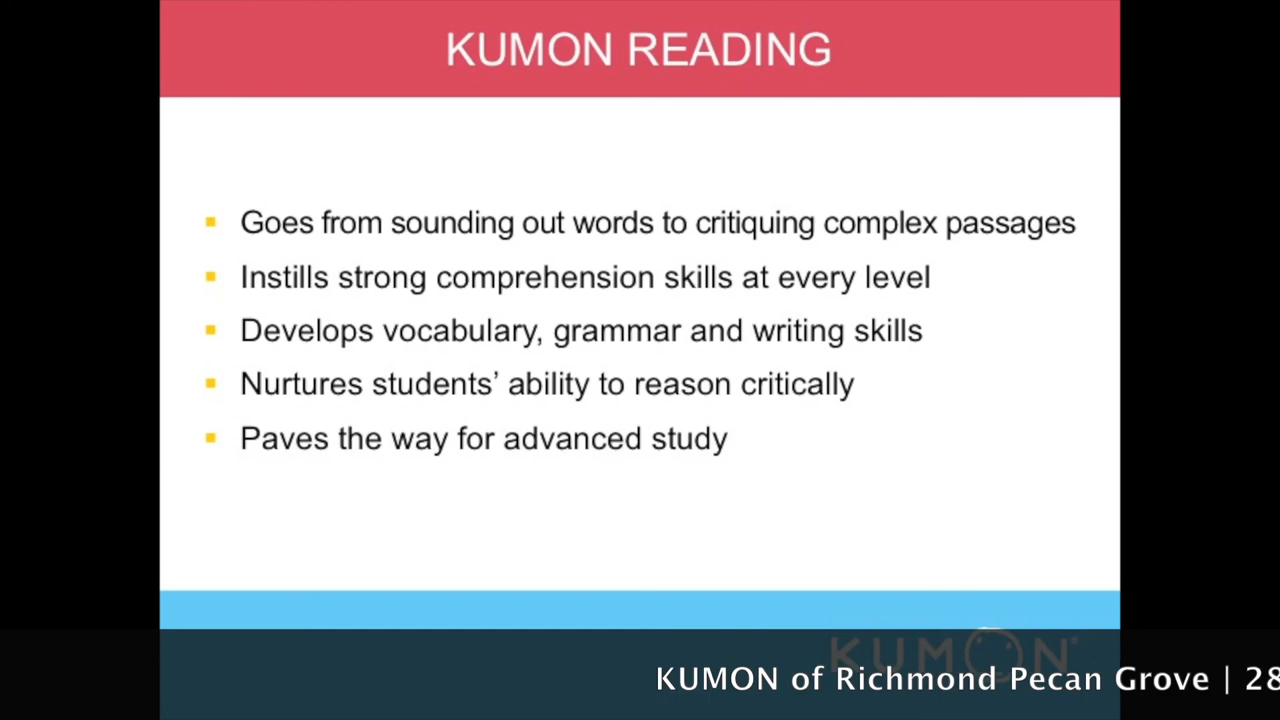 KUMON READING
Goes from sounding out words to critiquing complex passages
Instills strong comprehension skills at every level
Develops vocabulary, grammar and writing skills
Nurtures students’ ability to reason critically
Paves the way for advanced study
KUMON
KUMON of Richmond Pecan Grove | 28